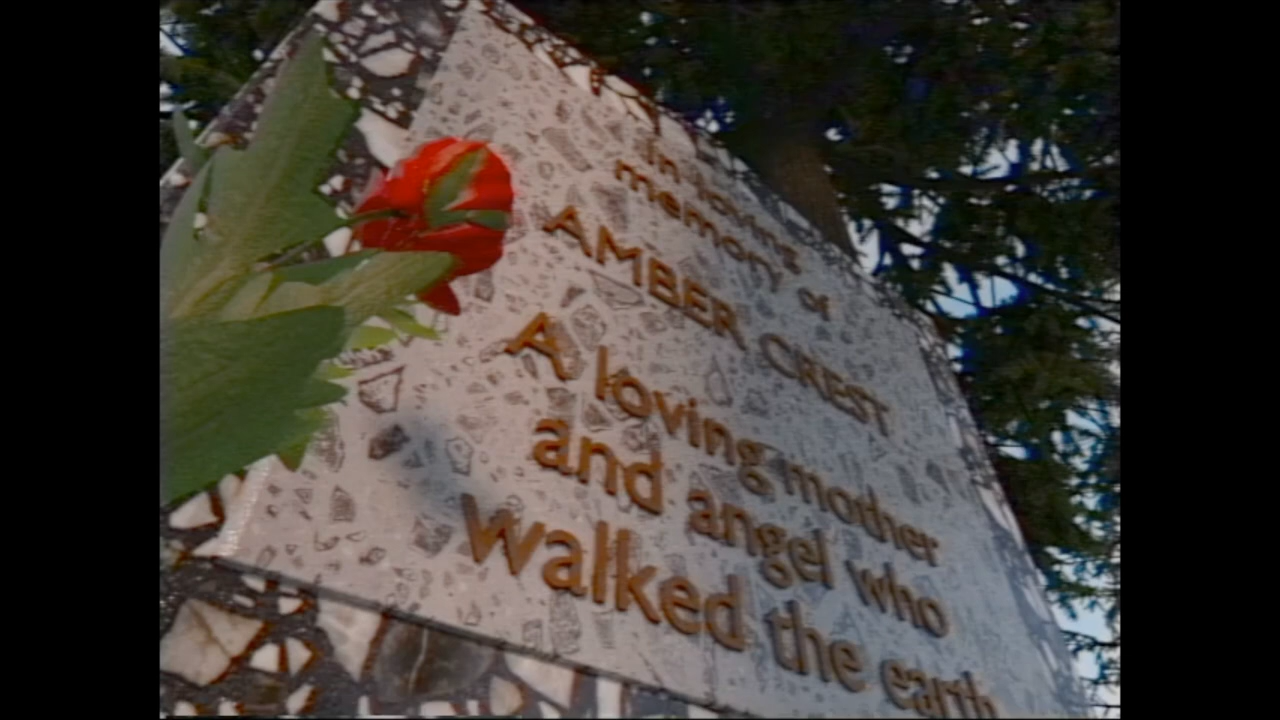 In loving
memory of
AMBER CREST
A loving mother
and angel who
walked the earth